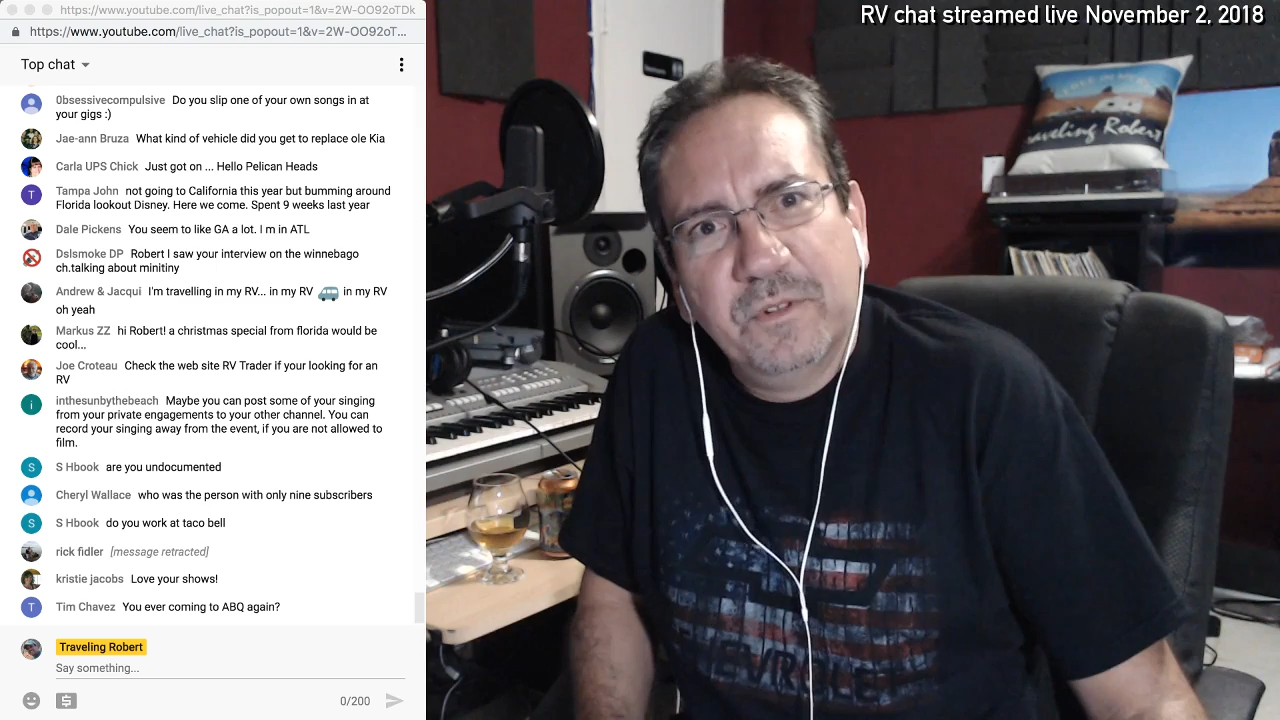 https://www.youtube.com/live_chat?is_popout=1&v=2W-OO92oTDk
RV chat streamed live November 2, 2018
https://www.youtube.com/live_chat?is_popout=1&v=2W-OO92oT...
Top chat
0bsessivecompulsive Do you slip one of your own songs in at
your gigs :)
Jae-ann Bruza What kind of vehicle did you get to replace ole Kia
Carla UPS Chick Just got on ... Hello Pelican Heads
T
Tampa John not going to California this year but bumming around
Florida lookout Disney. Here we come. Spent 9 weeks last year
Dale Pickens You seem to like GA a lot. I m in ATL
Dslsmoke DP Robert I saw your interview on the winnebago
ch.talking about minitiny
Andrew & Jacqui I'm travelling in my RV... in my RV in my RV
oh yeah
Markus ZZ hi Robert! a christmas special from florida would be
cool...
Joe Croteau Check the web site RV Trader if your looking for an
RV
i
inthesunbythebeach Maybe you can post some of your singing
from your private engagements to your other channel. You can
record your singing away from the event, if you are not allowed to
film.
S
S Hbook are you undocumented
Cheryl Wallace who was the person with only nine subscribers
S
S Hbook do you work at taco bell
rick fidler [message retracted]
kristie jacobs Love your shows!
T
Tim Chavez You ever coming to ABQ again?
Traveling Robert
Say something...
$
0/200
Traveling Robert
CHEVROLET